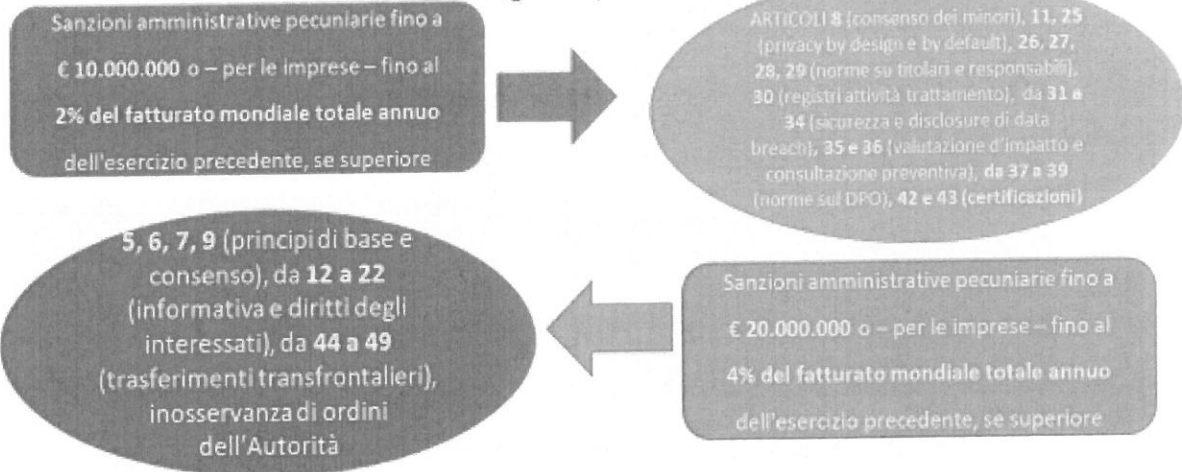 Sanzioni amministrative pecuniarie fino a
€ 10.000.000 o – per le imprese – fino al
2% del fatturato mondiale totale annuo
dell'esercizio precedente, se superiore
ARTICOLI 8 (consenso dei minori), 11, 25
(privacy by design e by default), 26, 27,
28, 29 (norme su titolari e responsabili),
30 (registri attività trattamento), da 31 a
34 (sicurezza e disclosure di data
breach), 35 e 36 (valutazione d'impatto e
consultazione preventiva), da 37 a 39
(norme sul DPO), 42 e 43 (certificazioni)
5, 6, 7, 9 (principi di base e
consenso), da 12 a 22
(informativa e diritti degli
interessati), da 44 a 49
(trasferimenti transfrontalieri),
inosservanza di ordini
dell'Autorità
Sanzioni amministrative pecuniarie fino a
€ 20.000.000 o – per le imprese – fino al
4% del fatturato mondiale totale annuo
dell'esercizio precedente, se superiore